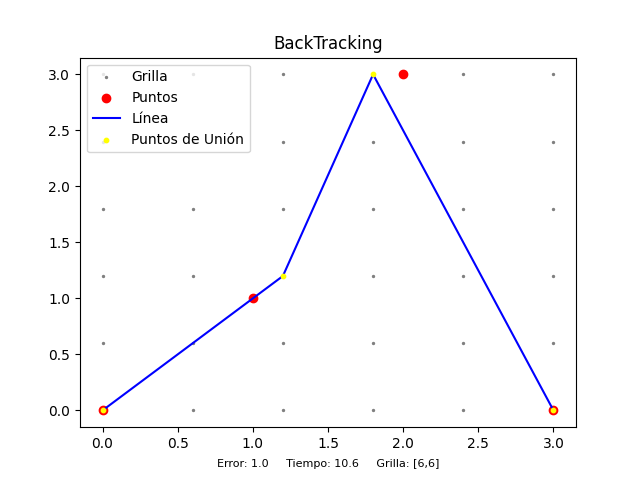 BackTracking
Grilla
Puntos
Línea
Puntos de Unión
3.0
2.5
2.0
1.5
1.0
0.5
0.0
0.0 0.5 1.0 1.5 2.0 2.5 3.0
Error: 1.0 Tiempo: 10.6 Grilla: [6,6]